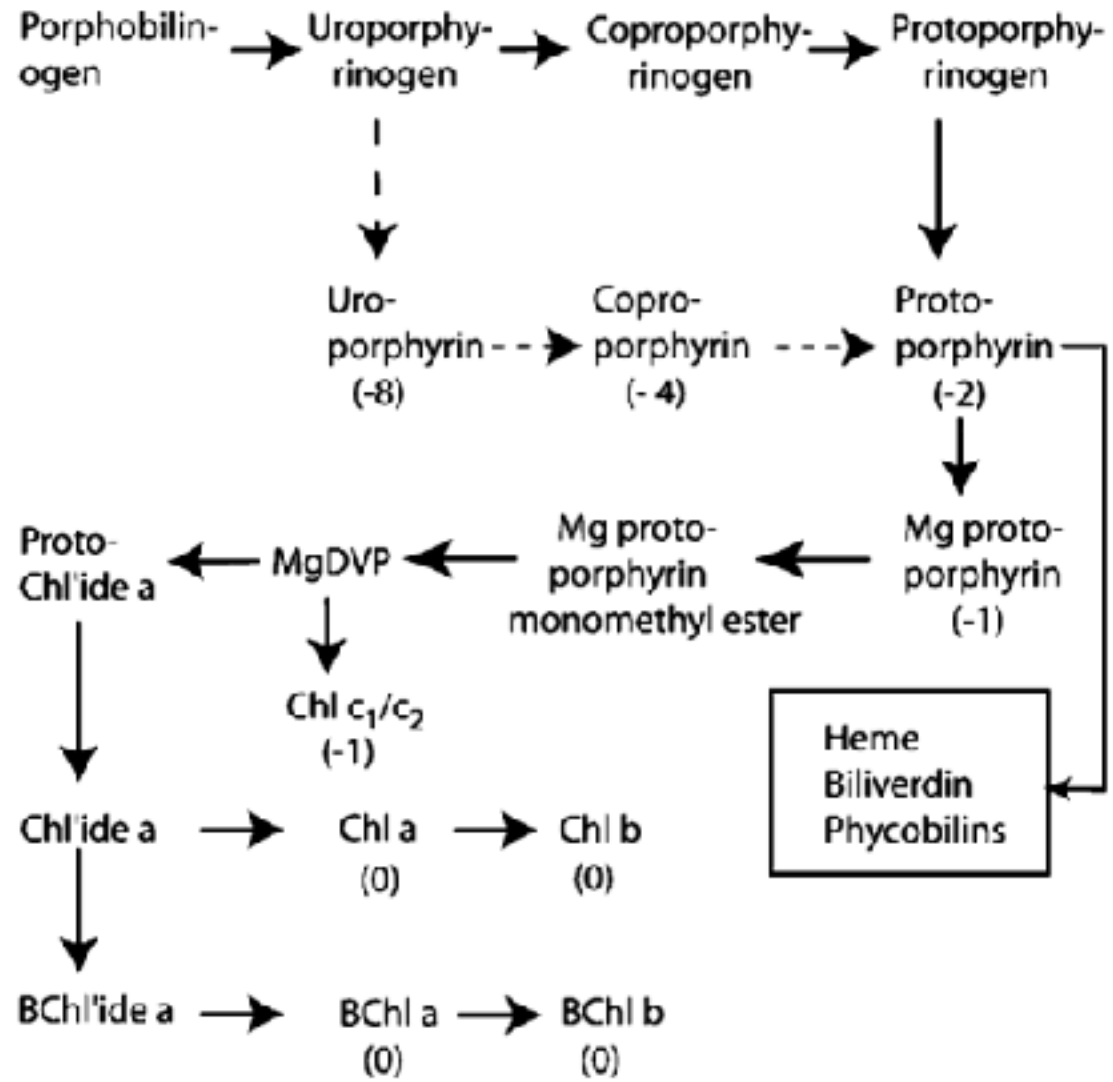 Porphobilin-
ogen
Uroporphy-
rinogen
Coproporphy-
rinogen
Protoporphy-
rinogen
Uro-
porphyrin
(-8)
Copro-
porphyrin
(- 4)
Proto-
porphyrin
(-2)
Proto-
Chl'ide a
MgDVP
Mg proto-
porphyrin
monomethyl ester
Mg proto-
porphyrin
(-1)
Chl c1/c2
(-1)
Heme
Biliverdin
Phycobilins
Chl'ide a
Chl a
(0)
Chl b
(0)
BChl'ide a
BChl a
(0)
BChl b
(0)